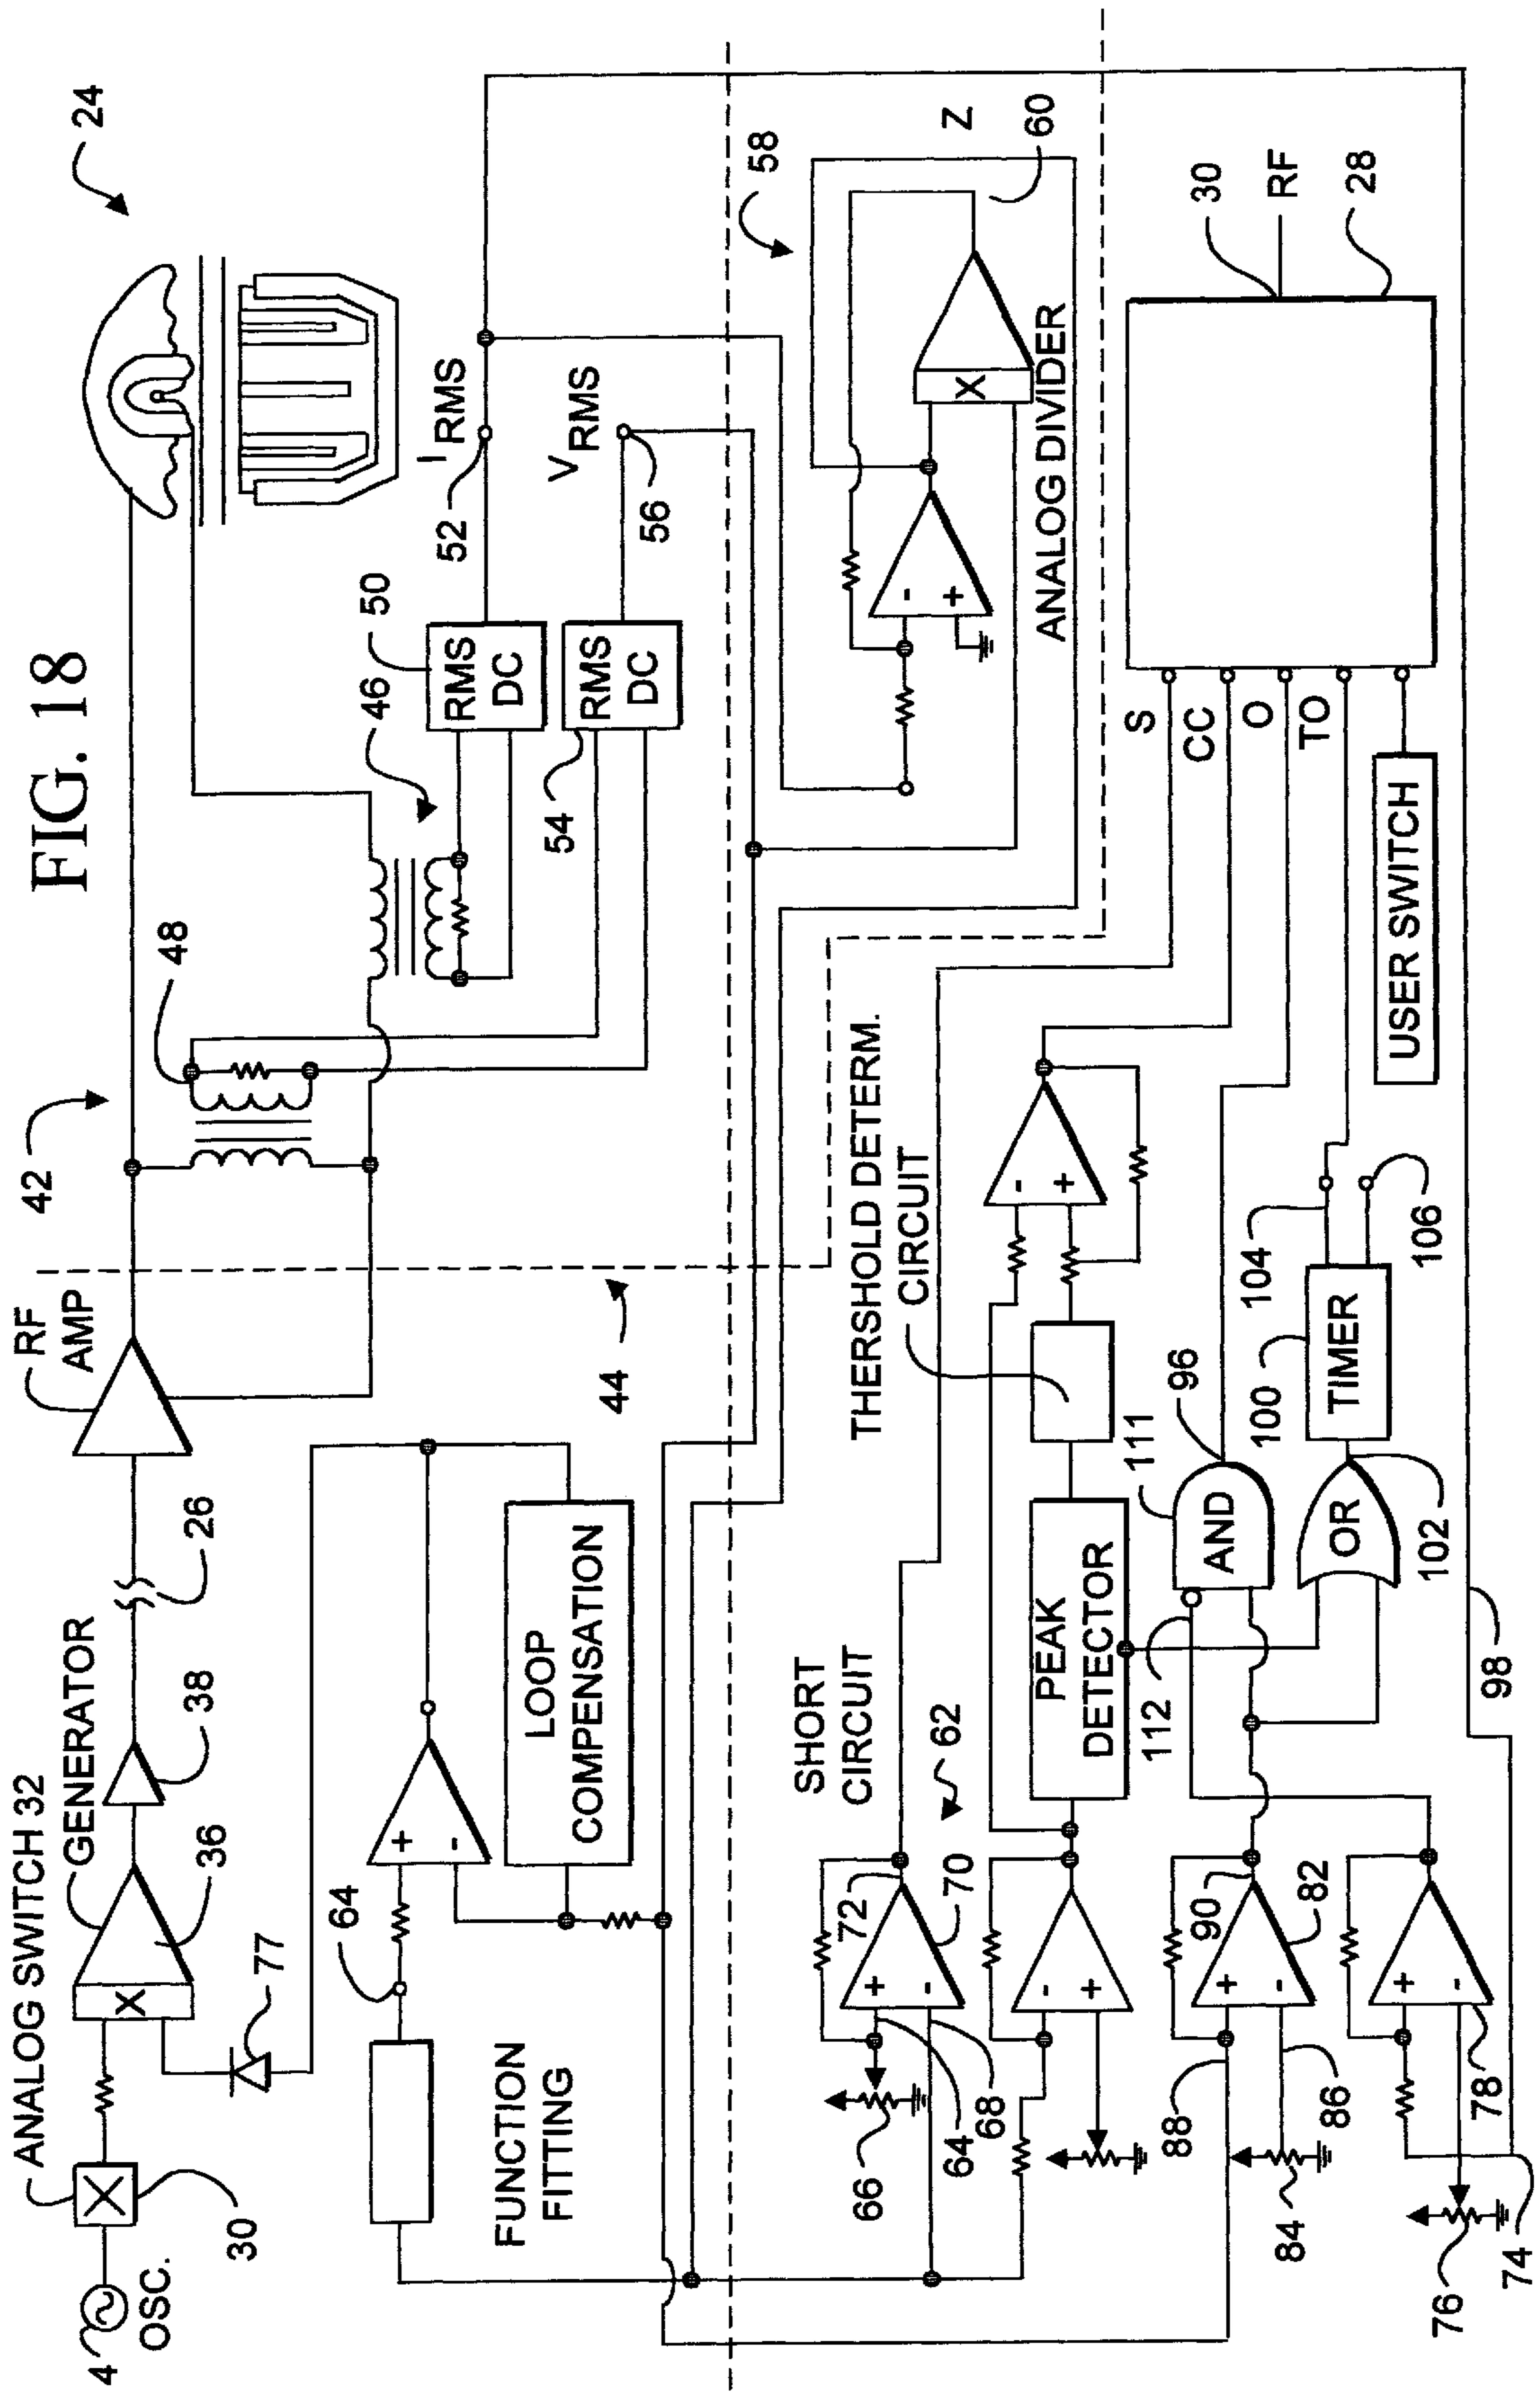 FIG. 18
24
ANALOG SWITCH 32
GENERATOR
RF
AMP
42
48
4
OSC.
30
X
36
38
26
77
64
FUNCTION
FITTING
+
-
LOOP
COMPENSATION
44
46
50
RMS
DC
54
RMS
DC
52
I RMS
V RMS
56
58
Z
60
-
+
X
ANALOG DIVIDER
SHORT
CIRCUIT
62
66
64
68
+
-
72
70
-
+
PEAK
DETECTOR
THERSHOLD DETERM.
CIRCUIT
-
+
S
CC
O
TO
30
RF
28
USER SWITCH
88
86
84
90
82
+
-
112
111
AND
96
OR
102
100
TIMER
104
106
76
74
78
+
-
98